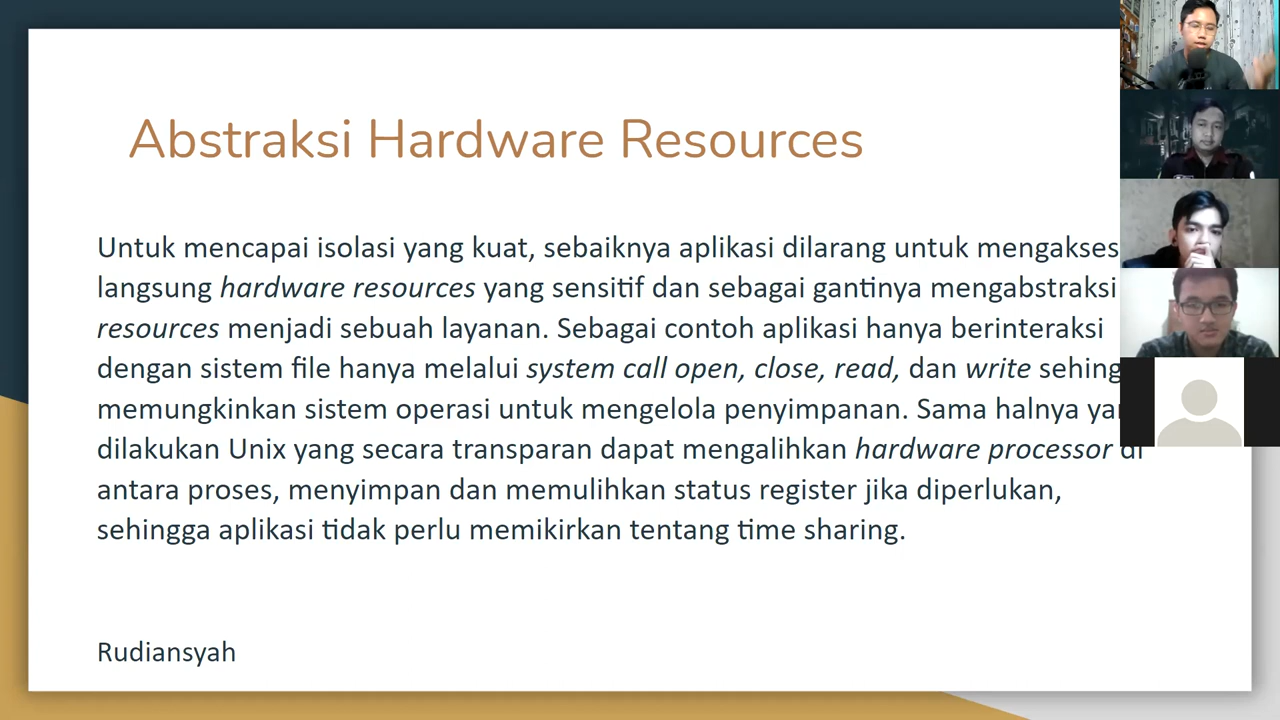 Abstraksi Hardware Resources
Untuk mencapai isolasi yang kuat, sebaiknya aplikasi dilarang untuk mengakses
langsung hardware resources yang sensitif dan sebagai gantinya mengabstraksi
resources menjadi sebuah layanan. Sebagai contoh aplikasi hanya berinteraksi
dengan sistem file hanya melalui system call open, close, read, dan write sehing
memungkinkan sistem operasi untuk mengelola penyimpanan. Sama halnya ya
dilakukan Unix yang secara transparan dapat mengalihkan hardware processor di
antara proses, menyimpan dan memulihkan status register jika diperlukan,
sehingga aplikasi tidak perlu memikirkan tentang time sharing.
Rudiansyah